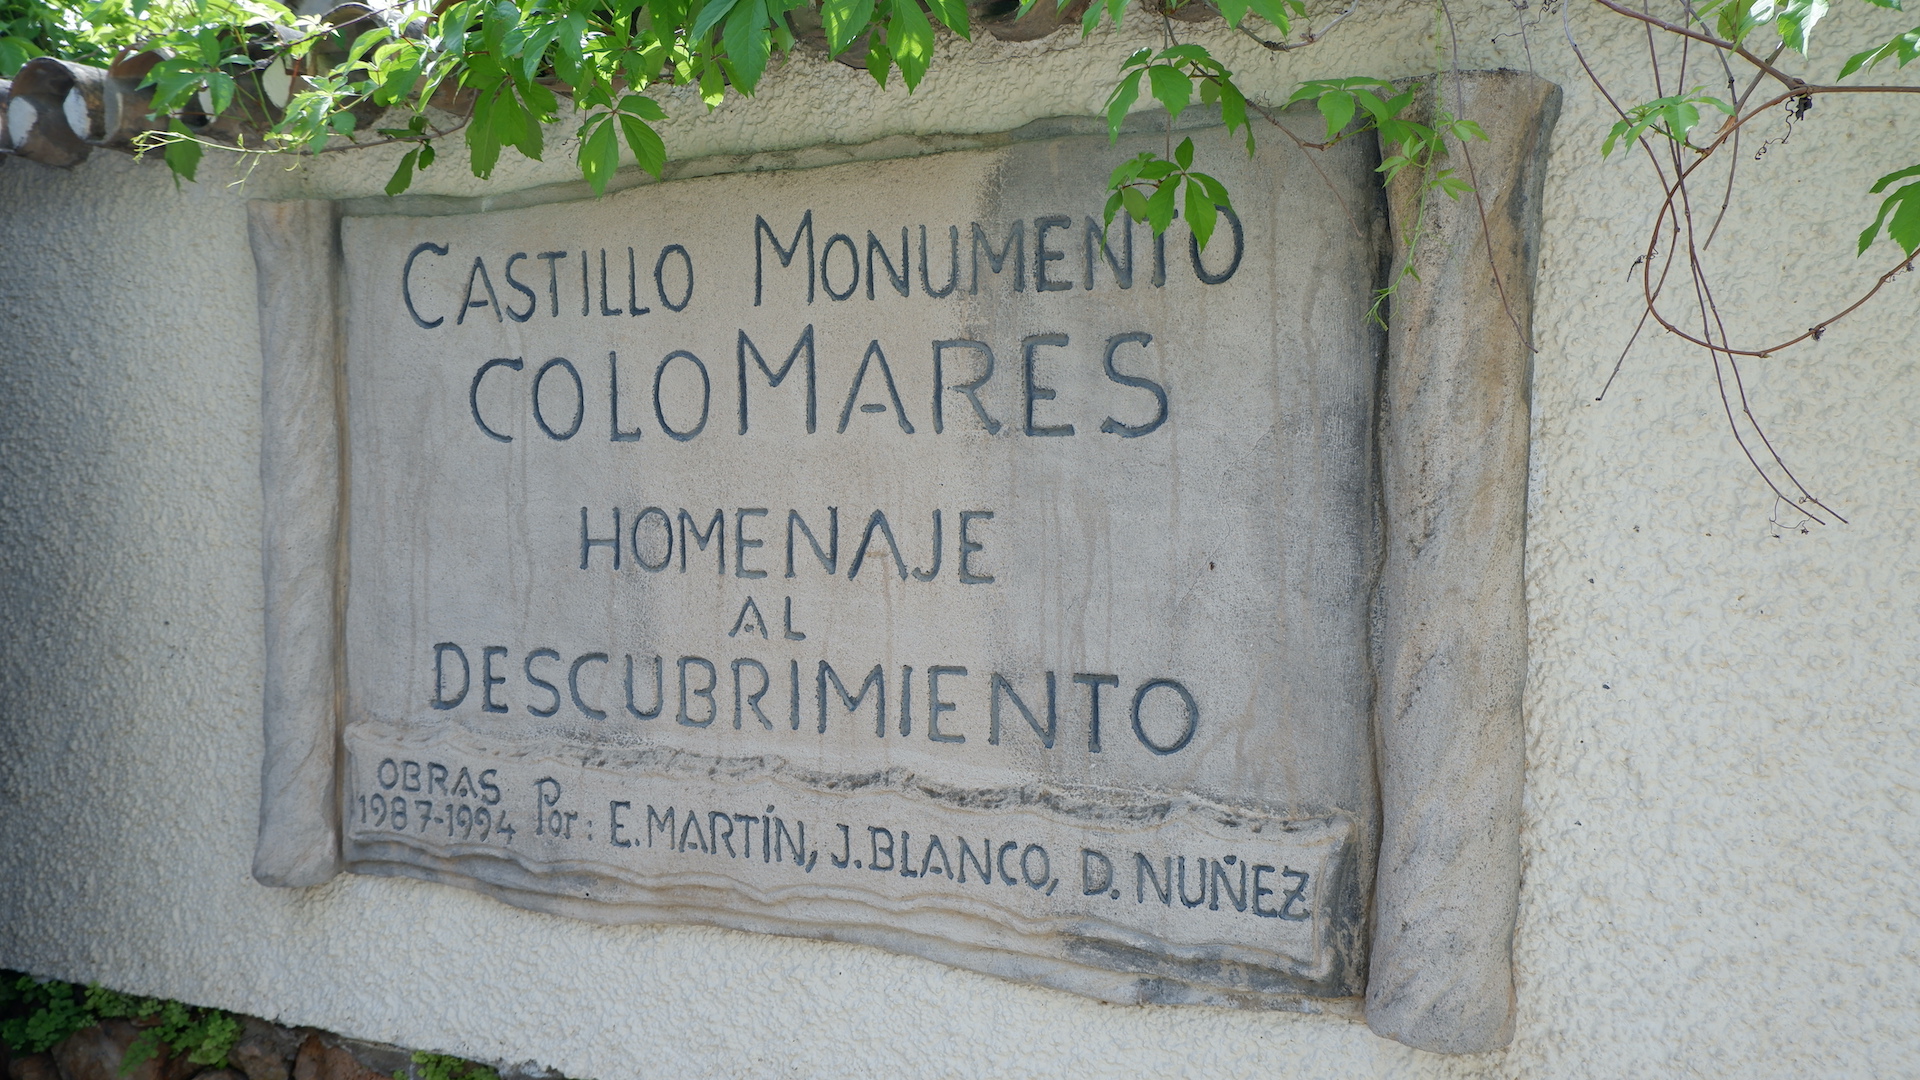 CASTILLO MONUMENTO
COLOMARES
HOMENAJE
AL
DESCUBRIMIENTO
OBRAS
1987-1994 Por: E. MARTÍN, J. BLANCO, D. NUÑEZ